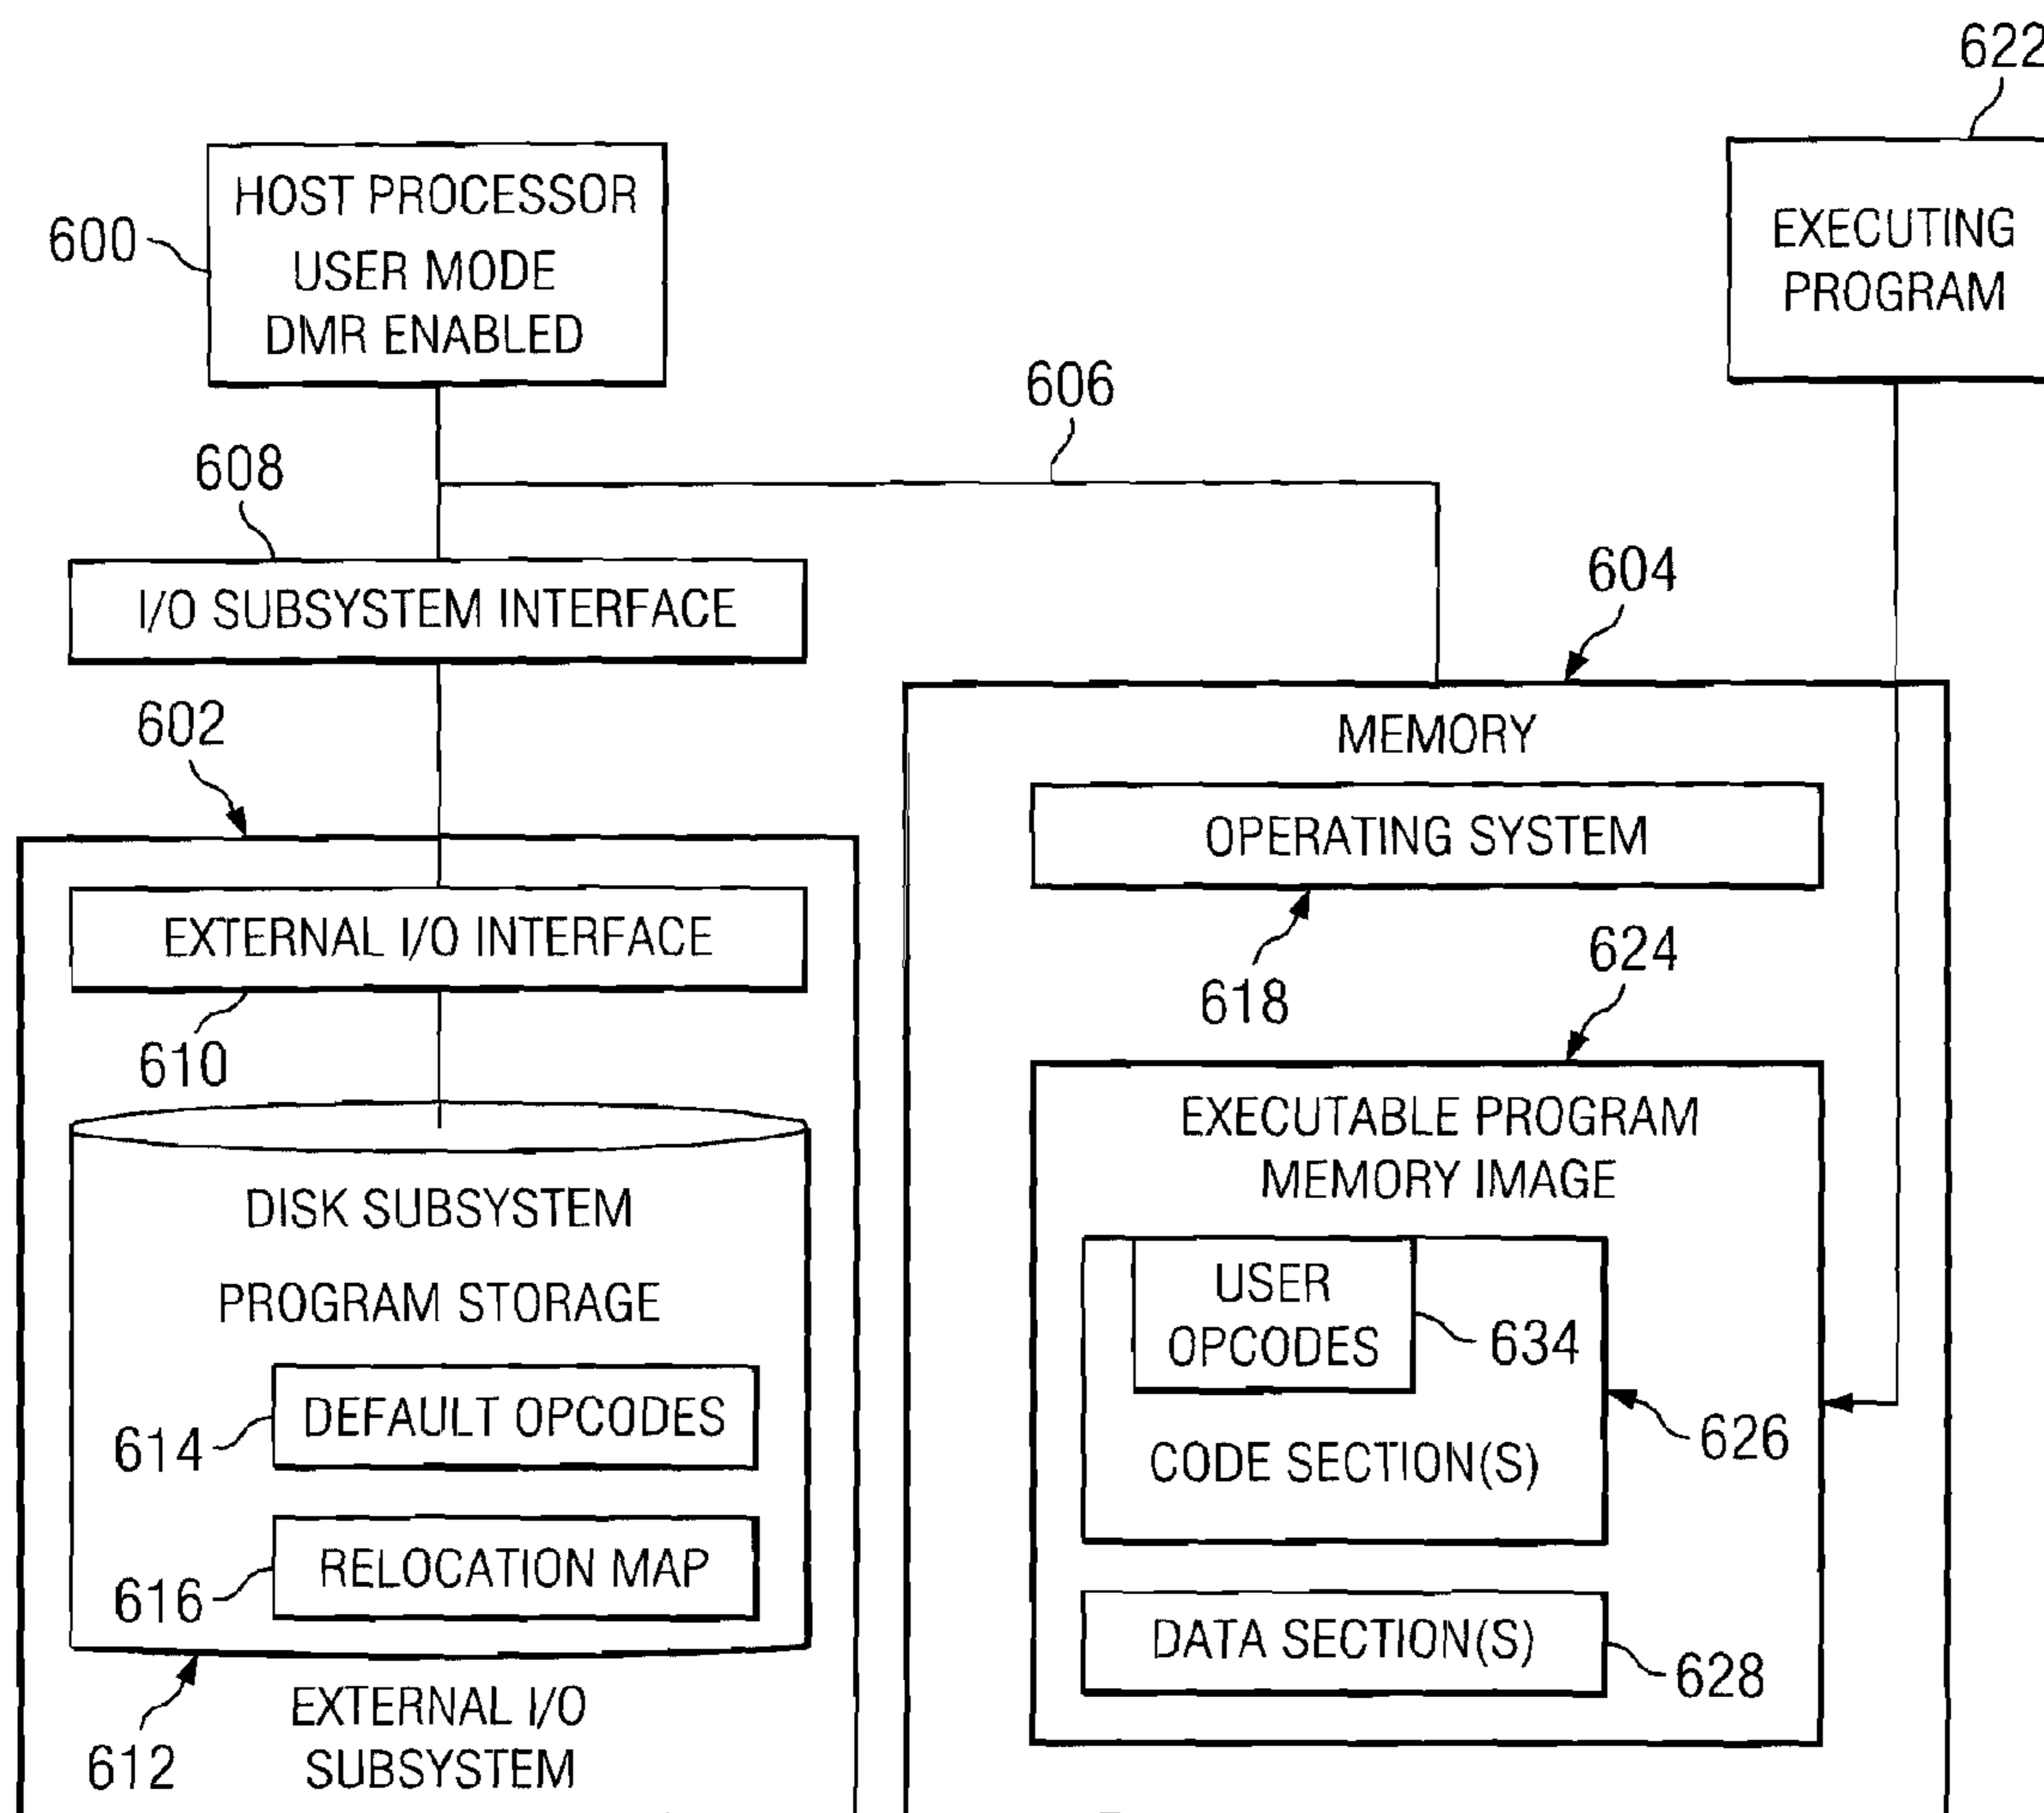 622
HOST PROCESSOR
USER MODE
DMR ENABLED
600
EXECUTING
PROGRAM
606
608
I/O SUBSYSTEM INTERFACE
604
602
MEMORY
OPERATING SYSTEM
618
EXTERNAL I/O INTERFACE
610
624
EXECUTABLE PROGRAM
MEMORY IMAGE
DISK SUBSYSTEM
PROGRAM STORAGE
USER
OPCODES
634
626
CODE SECTION(S)
DEFAULT OPCODES
614
RELOCATION MAP
616
DATA SECTION(S)
628
612
EXTERNAL I/O
SUBSYSTEM